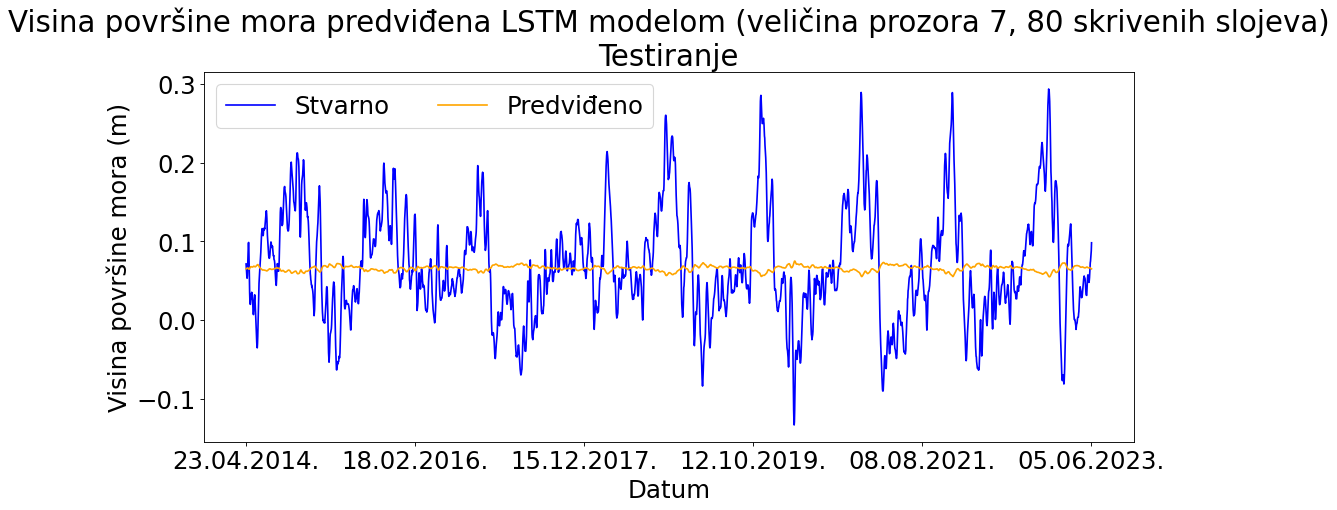 Visina površine mora predviđena LSTM modelom (veličina prozora 7, 80 skrivenih slojeva)
Testiranje
Stvarno
Predviđeno
Visina površine mora (m)
0.3
0.2
0.1
0.0
−0.1
23.04.2014.
18.02.2016.
15.12.2017.
12.10.2019.
08.08.2021.
05.06.2023.
Datum